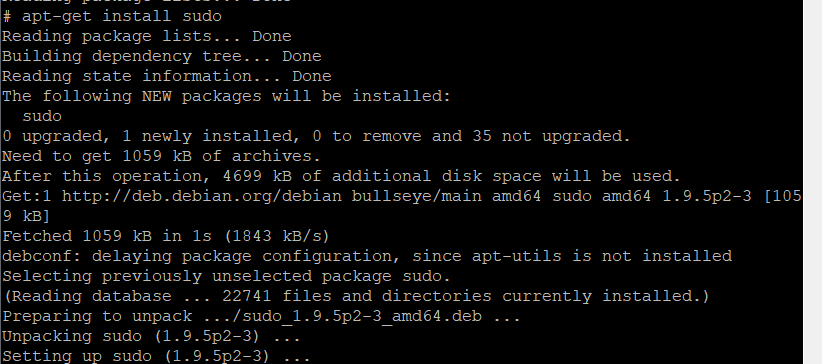 Reading package lists... Done
# apt-get install sudo
Reading package lists... Done
Building dependency tree... Done
Reading state information... Done
The following NEW packages will be installed:
  sudo
0 upgraded, 1 newly installed, 0 to remove and 35 not upgraded.
Need to get 1059 kB of archives.
After this operation, 4699 kB of additional disk space will be used.
Get:1 http://deb.debian.org/debian bullseye/main amd64 sudo amd64 1.9.5p2-3 [105
9 kB]
Fetched 1059 kB in 1s (1843 kB/s)
debconf: delaying package configuration, since apt-utils is not installed
Selecting previously unselected package sudo.
(Reading database ... 22741 files and directories currently installed.)
Preparing to unpack .../sudo_1.9.5p2-3_amd64.deb ...
Unpacking sudo (1.9.5p2-3) ...
Setting up sudo (1.9.5p2-3) ...